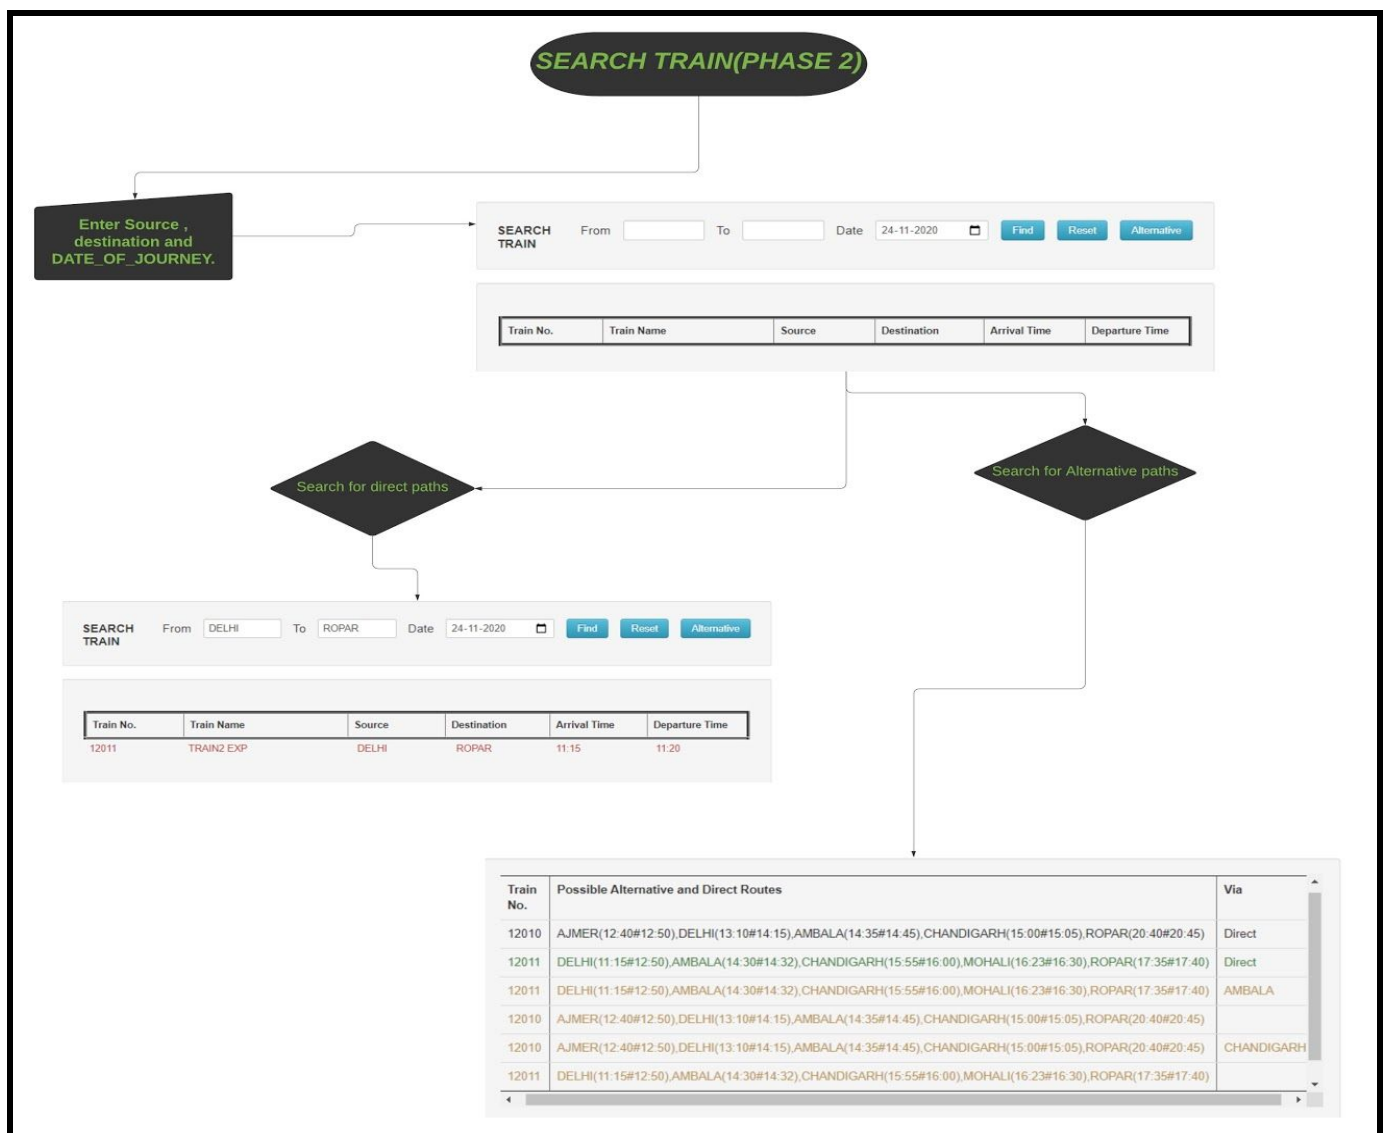 SEARCH TRAIN(PHASE 2)
Enter Source ,
destination and
DATE_OF_JOURNEY.
SEARCH TRAIN From To Date 24-11-2020 Find Reset Alternative
Train No. Train Name Source Destination Arrival Time Departure Time
Search for direct paths
Search for Alternative paths
SEARCH TRAIN From DELHI To ROPAR Date 24-11-2020 Find Reset Alternative
Train No. Train Name Source Destination Arrival Time Departure Time
12011 TRAIN2 EXP DELHI ROPAR 11:15 11:20
Train No. Possible Alternative and Direct Routes Via
12010 AJMER(12:40#12:50),DELHI(13:10#14:15),AMBALA(14:35#14:45),CHANDIGARH(15:00#15:05),ROPAR(20:40#20:45) Direct
12011 DELHI(11:15#12:50),AMBALA(14:30#14:32),CHANDIGARH(15:55#16:00),MOHALI(16:23#16:30),ROPAR(17:35#17:40) Direct
12011 DELHI(11:15#12:50),AMBALA(14:30#14:32),CHANDIGARH(15:55#16:00),MOHALI(16:23#16:30),ROPAR(17:35#17:40) AMBALA
12010 AJMER(12:40#12:50),DELHI(13:10#14:15),AMBALA(14:35#14:45),CHANDIGARH(15:00#15:05),ROPAR(20:40#20:45)
12010 AJMER(12:40#12:50),DELHI(13:10#14:15),AMBALA(14:35#14:45),CHANDIGARH(15:00#15:05),ROPAR(20:40#20:45) CHANDIGARH
12011 DELHI(11:15#12:50),AMBALA(14:30#14:32),CHANDIGARH(15:55#16:00),MOHALI(16:23#16:30),ROPAR(17:35#17:40)